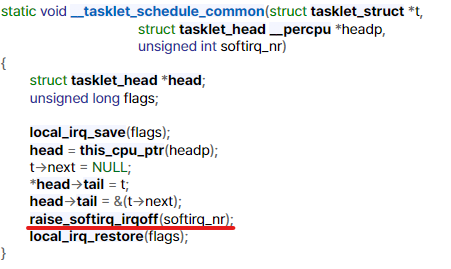 static void __tasklet_schedule_common(struct tasklet_struct *t,
struct tasklet_head __percpu *headp,
unsigned int softirq_nr)
{
struct tasklet_head *head;
unsigned long flags;
local_irq_save(flags);
head = this_cpu_ptr(headp);
t→next = NULL;
*head→tail = t;
head→tail = &(t→next);
raise_softirq_irqoff(softirq_nr);
local_irq_restore(flags);
}